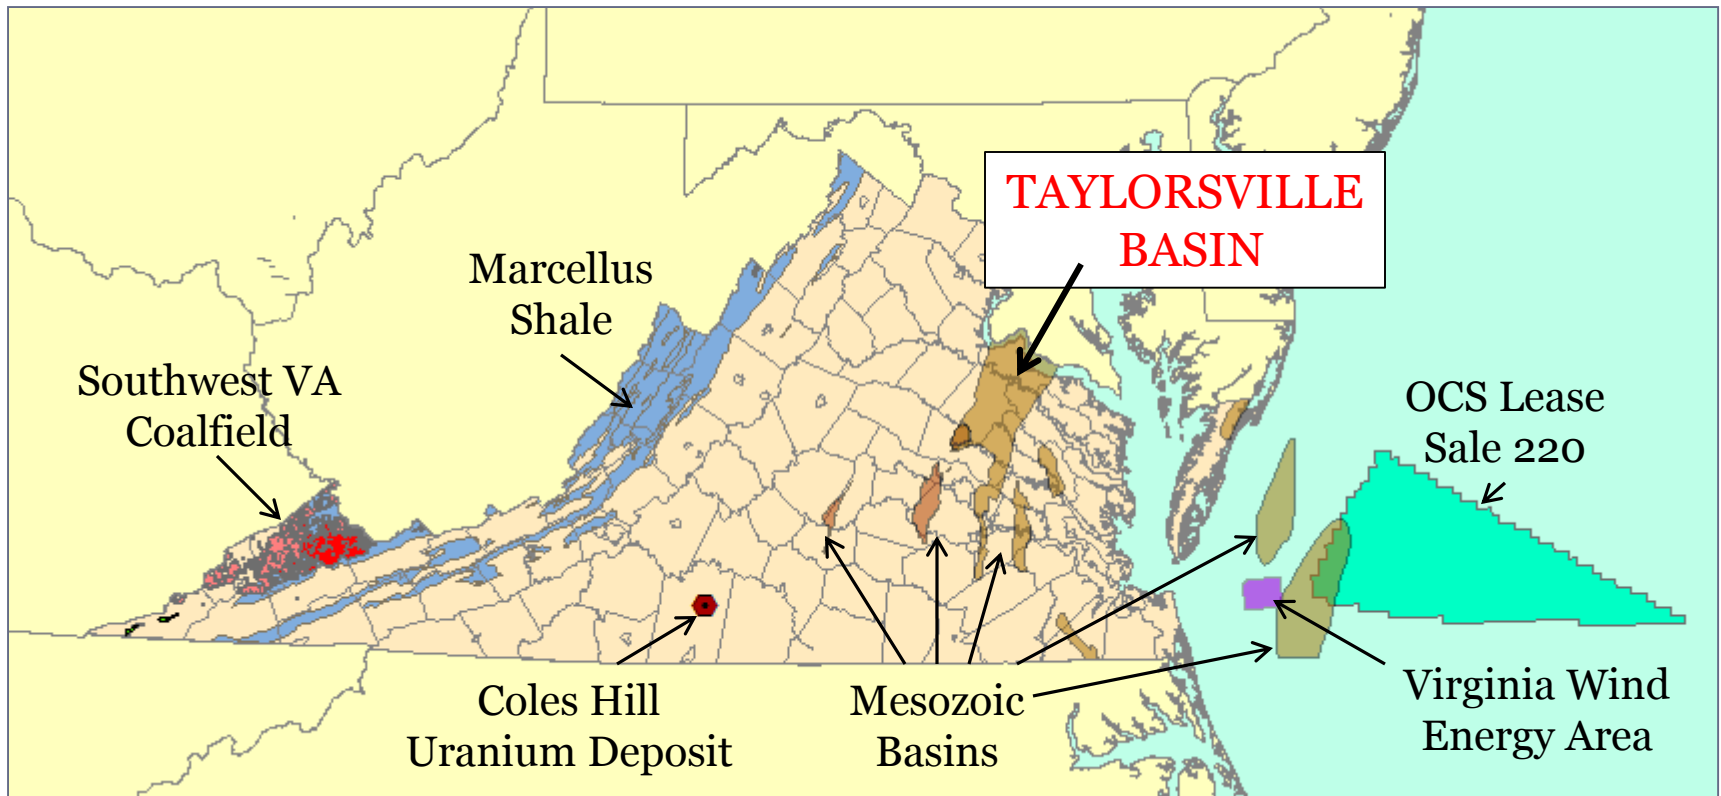 TAYLORSVILLE
BASIN
Marcellus
Shale
Southwest VA
Coalfield
OCS Lease
Sale 220
Coles Hill
Uranium Deposit
Mesozoic
Basins
Virginia Wind
Energy Area